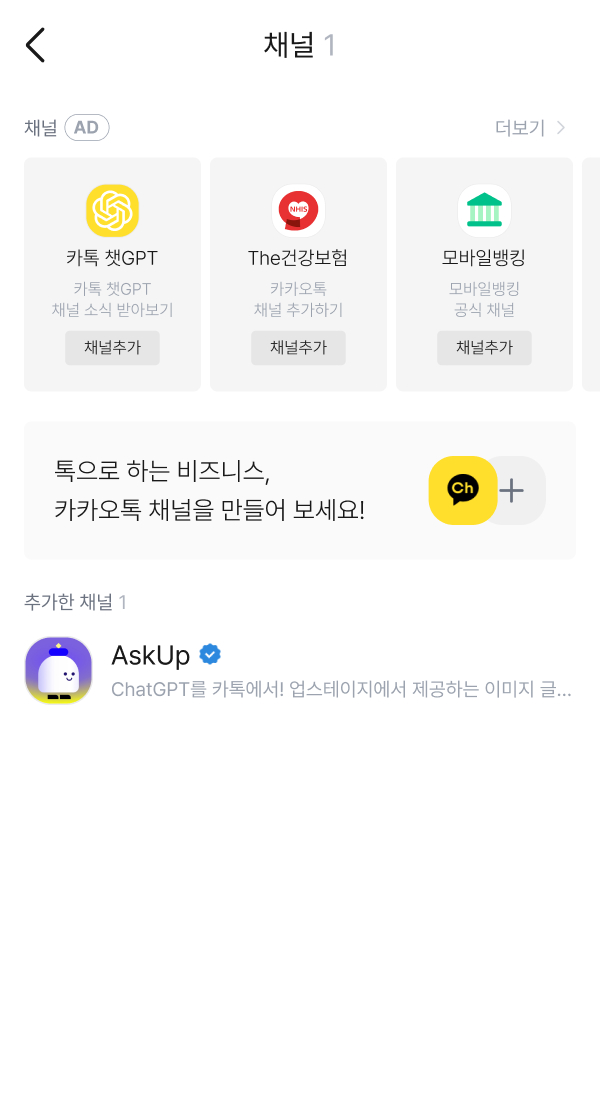 채널 1
채널 AD 더보기
NHIS
카톡 챗GPT
카톡 챗GPT
채널 소식 받아보기
채널추가
The건강보험
카카오톡
채널 추가하기
채널추가
모바일뱅킹
모바일뱅킹
공식 채널
채널추가
톡으로 하는 비즈니스,
카카오톡 채널을 만들어 보세요!
Ch
추가한 채널 1
AskUp
ChatGPT를 카톡에서! 업스테이지에서 제공하는 이미지 글...